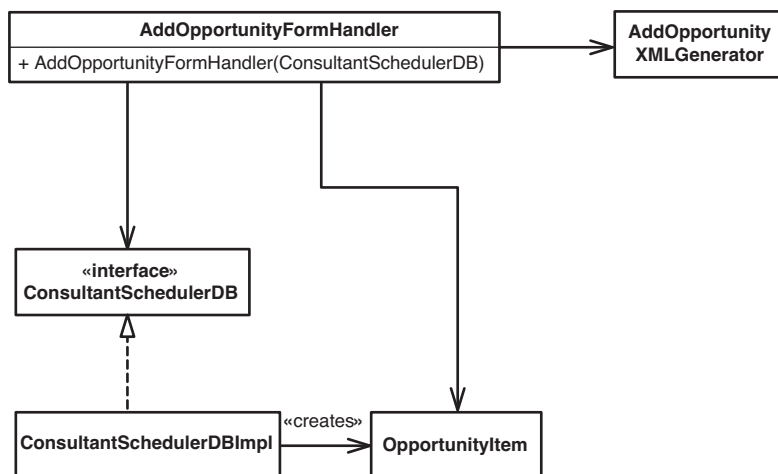 AddOpportunityFormHandler
+ AddOpportunityFormHandler(ConsultantSchedulerDB)
AddOpportunity
XMLGenerator
«interface»
ConsultantSchedulerDB
ConsultantSchedulerDBImpl
«creates»
OpportunityItem